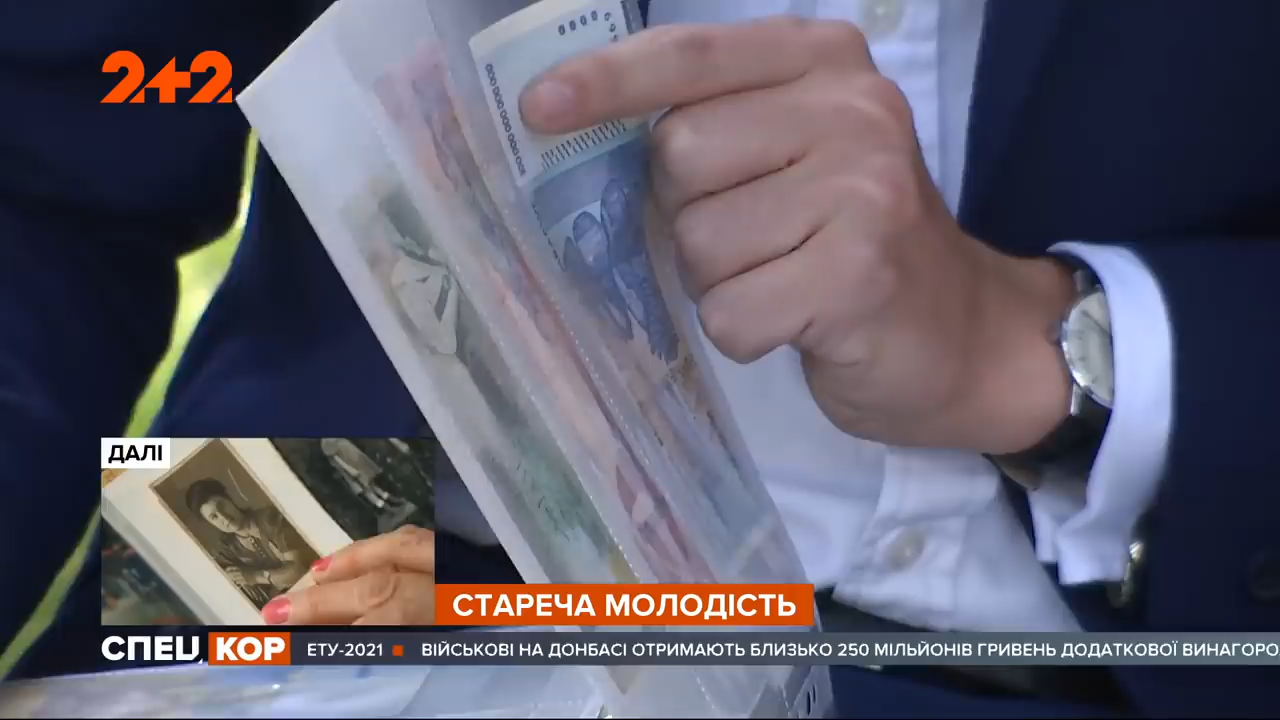 2+2
ДАЛІ
СТАРЕЧА МОЛОДІСТЬ
СПЕЦКОР
ЕТУ-2021 ■ ВІЙСЬКОВІ НА ДОНБАСІ ОТРИМАЮТЬ БЛИЗЬКО 250 МІЛЬЙОНІВ ГРИВЕНЬ ДОДАТКОВОЇ ВИНАГОРО